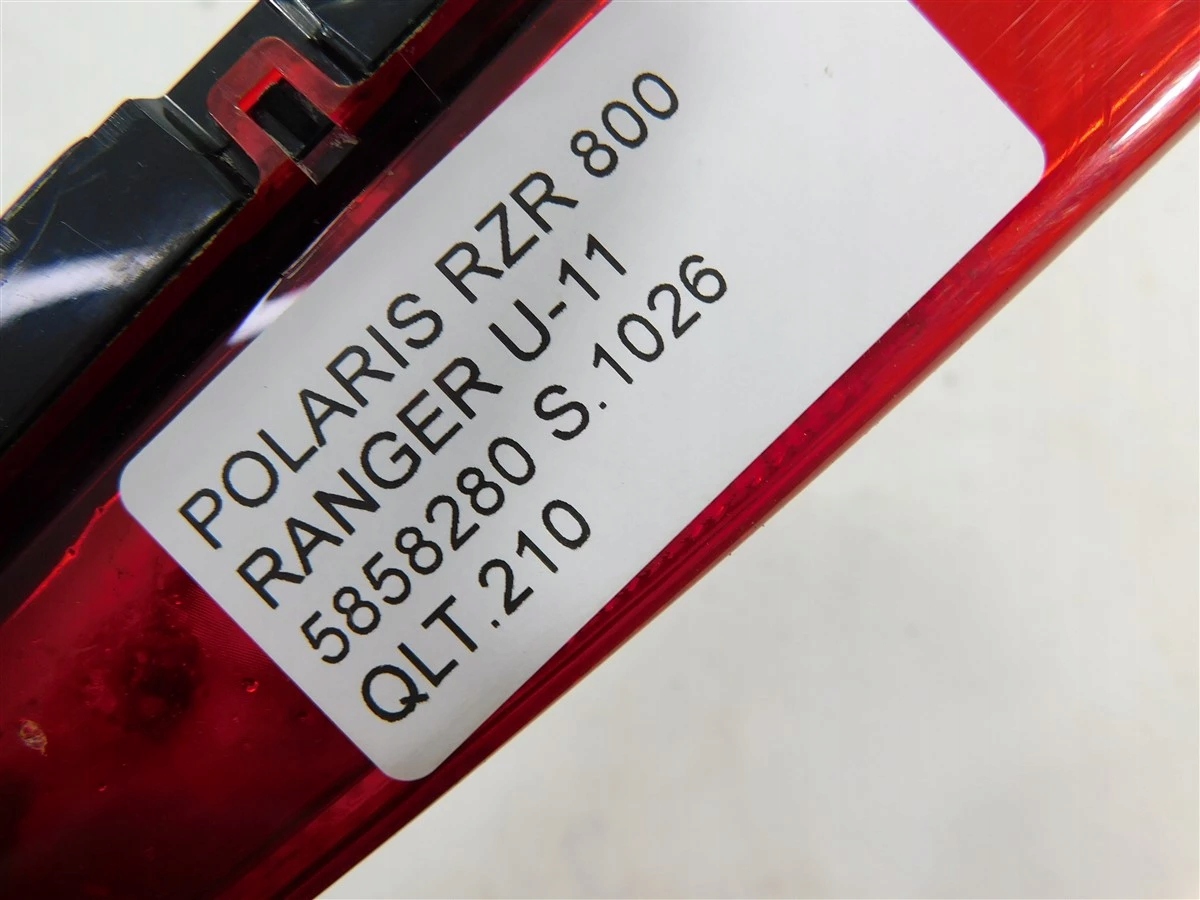 POLARIS RZR 800
RANGER U-11
5858280 S.1026
QLT.210